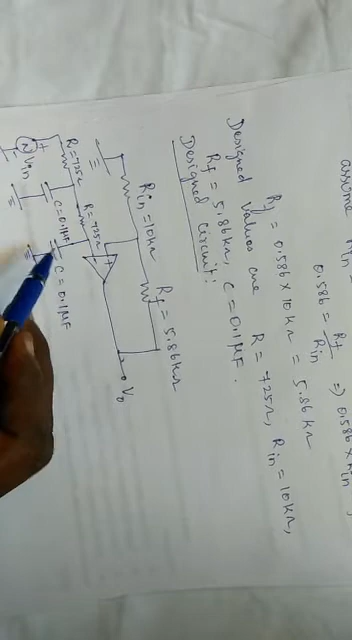 assume
0.586 = Rf/Rin => 0.586 x Rin
Rf = 0.586 x 10KΩ = 5.86 KΩ
Designed Values are R = 725Ω, Rin = 10KΩ,
Rf = 5.86KΩ, C = 0.1μF.
Designed Circuit:
Rin = 10KΩ
Rf = 5.86KΩ
R = 725Ω
R = 725Ω
Vo
Vin
C = 0.1μF
C = 0.1μF